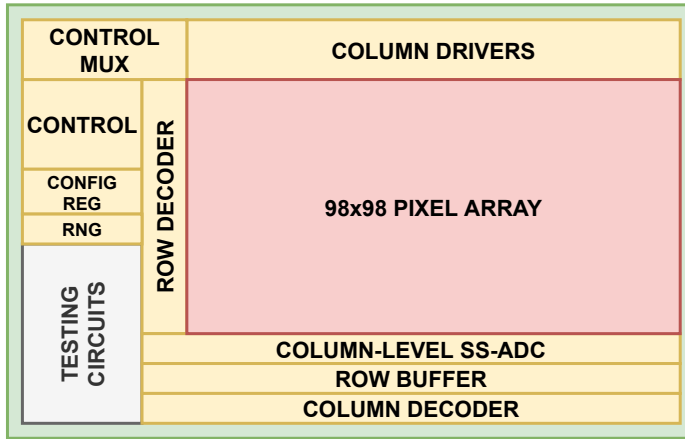 CONTROL
MUX
COLUMN DRIVERS
CONTROL
ROW DECODER
CONFIG
REG
RNG
98x98 PIXEL ARRAY
TESTING
CIRCUITS
COLUMN-LEVEL SS-ADC
ROW BUFFER
COLUMN DECODER